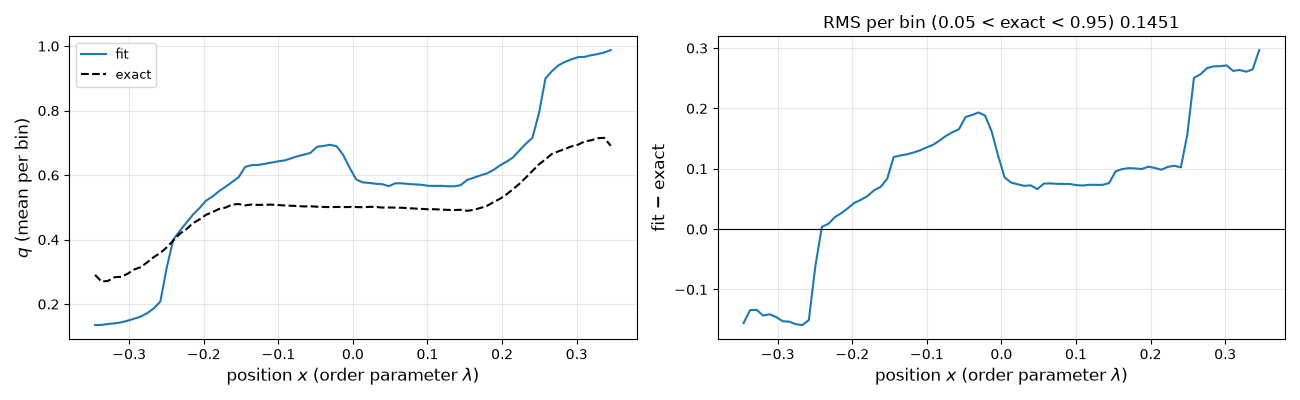 1.0
0.8
0.6
0.4
0.2
q (mean per bin)
fit
exact
−0.3 −0.2 −0.1 0.0 0.1 0.2 0.3
position x (order parameter λ)
RMS per bin (0.05 < exact < 0.95) 0.1451
0.3
0.2
0.1
0.0
−0.1
fit − exact
−0.3 −0.2 −0.1 0.0 0.1 0.2 0.3
position x (order parameter λ)